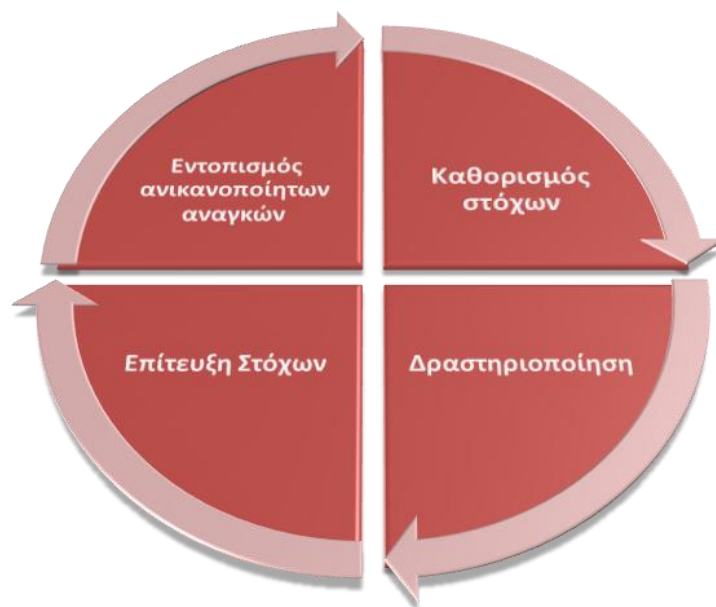 Εντοπισμός
ανικανοποίητων
αναγκών
Καθορισμός
στόχων
Επίτευξη Στόχων
Δραστηριοποίηση